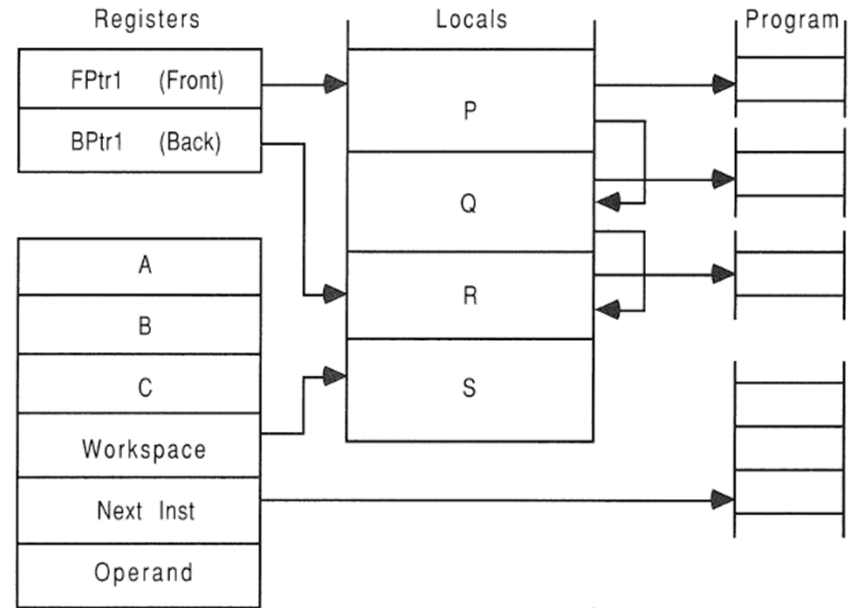 Registers
Locals
Program
FPtr1 (Front)
BPtr1 (Back)
A
B
C
Workspace
Next Inst
Operand
P
Q
R
S